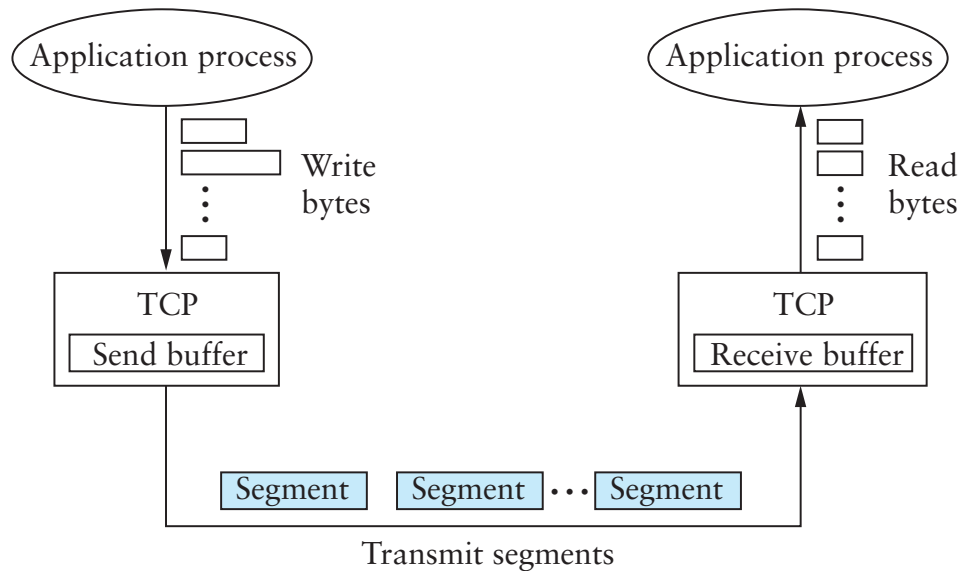 Application process
Application process
Write
bytes
Read
bytes
TCP
Send buffer
TCP
Receive buffer
Segment
Segment
Segment
Transmit segments